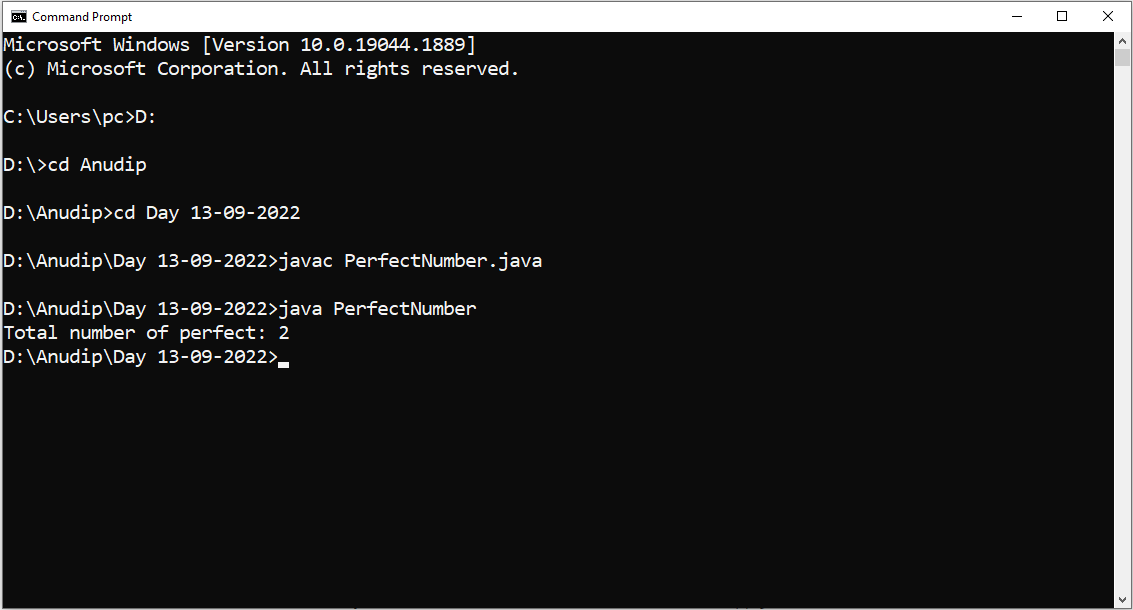 Command Prompt
Microsoft Windows [Version 10.0.19044.1889]
(c) Microsoft Corporation. All rights reserved.
C:\Users\pc>D:
D:\>cd Anudip
D:\Anudip>cd Day 13-09-2022
D:\Anudip\Day 13-09-2022>javac PerfectNumber.java
D:\Anudip\Day 13-09-2022>java PerfectNumber
Total number of perfect: 2
D:\Anudip\Day 13-09-2022>